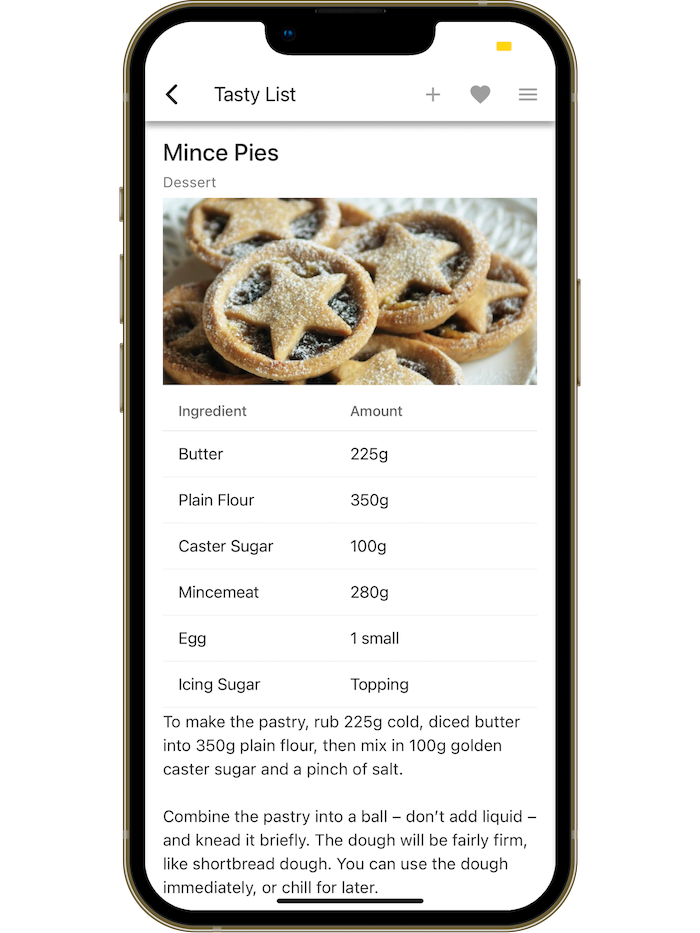 Tasty List
Mince Pies
Dessert
Ingredient Amount
Butter 225g
Plain Flour 350g
Caster Sugar 100g
Mincemeat 280g
Egg 1 small
Icing Sugar Topping
To make the pastry, rub 225g cold, diced butter
into 350g plain flour, then mix in 100g golden
caster sugar and a pinch of salt.
Combine the pastry into a ball – don’t add liquid –
and knead it briefly. The dough will be fairly firm,
like shortbread dough. You can use the dough
immediately, or chill for later.